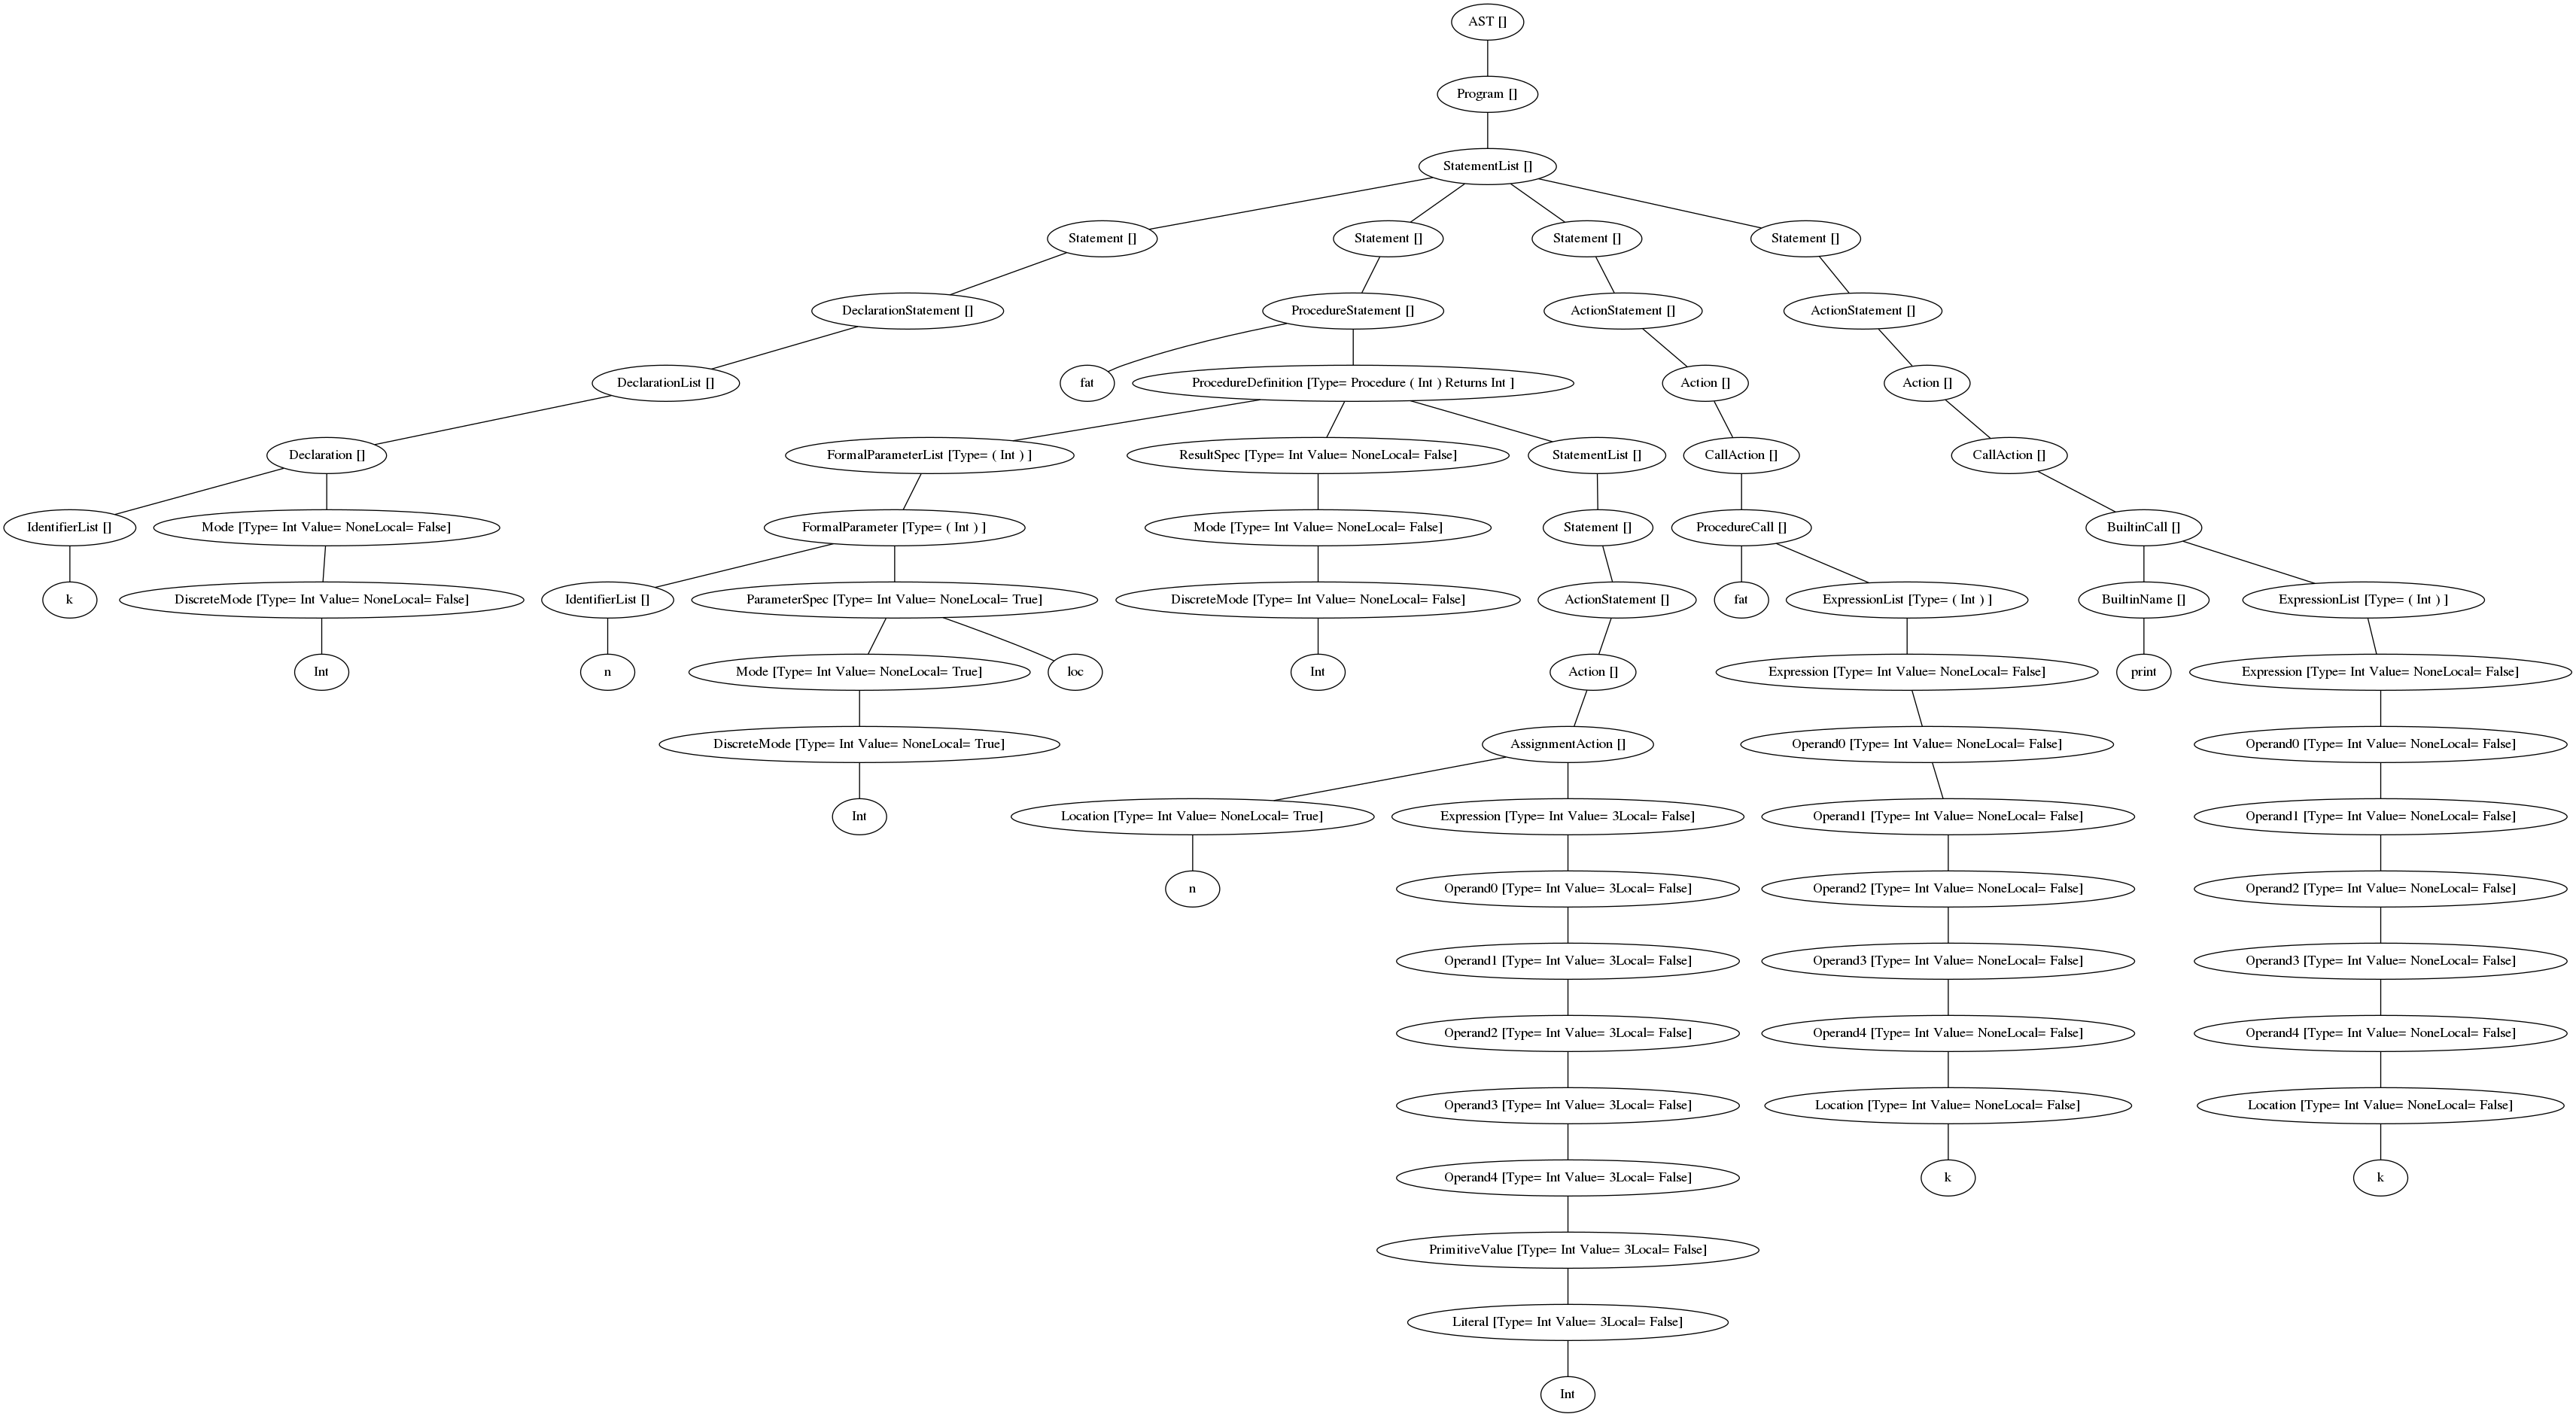 AST []
Program []
StatementList []
Statement []
Statement []
Statement []
Statement []
DeclarationStatement []
ProcedureStatement []
ActionStatement []
ActionStatement []
DeclarationList []
fat
ProcedureDefinition [Type= Procedure ( Int ) Returns Int ]
Action []
Action []
Declaration []
FormalParameterList [Type= ( Int ) ]
ResultSpec [Type= Int Value= NoneLocal= False]
StatementList []
CallAction []
CallAction []
IdentifierList []
Mode [Type= Int Value= NoneLocal= False]
FormalParameter [Type= ( Int ) ]
Mode [Type= Int Value= NoneLocal= False]
Statement []
ProcedureCall []
BuiltinCall []
k
DiscreteMode [Type= Int Value= NoneLocal= False]
IdentifierList []
ParameterSpec [Type= Int Value= NoneLocal= True]
DiscreteMode [Type= Int Value= NoneLocal= False]
ActionStatement []
fat
ExpressionList [Type= ( Int ) ]
BuiltinName []
ExpressionList [Type= ( Int ) ]
Int
n
Mode [Type= Int Value= NoneLocal= True]
loc
Int
Action []
Expression [Type= Int Value= NoneLocal= False]
print
Expression [Type= Int Value= NoneLocal= False]
DiscreteMode [Type= Int Value= NoneLocal= True]
AssignmentAction []
Operand0 [Type= Int Value= NoneLocal= False]
Operand0 [Type= Int Value= NoneLocal= False]
Int
Location [Type= Int Value= NoneLocal= True]
Expression [Type= Int Value= 3Local= False]
Operand1 [Type= Int Value= NoneLocal= False]
Operand1 [Type= Int Value= NoneLocal= False]
n
Operand0 [Type= Int Value= 3Local= False]
Operand2 [Type= Int Value= NoneLocal= False]
Operand2 [Type= Int Value= NoneLocal= False]
Operand1 [Type= Int Value= 3Local= False]
Operand3 [Type= Int Value= NoneLocal= False]
Operand3 [Type= Int Value= NoneLocal= False]
Operand2 [Type= Int Value= 3Local= False]
Operand4 [Type= Int Value= NoneLocal= False]
Operand4 [Type= Int Value= NoneLocal= False]
Operand3 [Type= Int Value= 3Local= False]
Location [Type= Int Value= NoneLocal= False]
Location [Type= Int Value= NoneLocal= False]
Operand4 [Type= Int Value= 3Local= False]
k
k
PrimitiveValue [Type= Int Value= 3Local= False]
Literal [Type= Int Value= 3Local= False]
Int